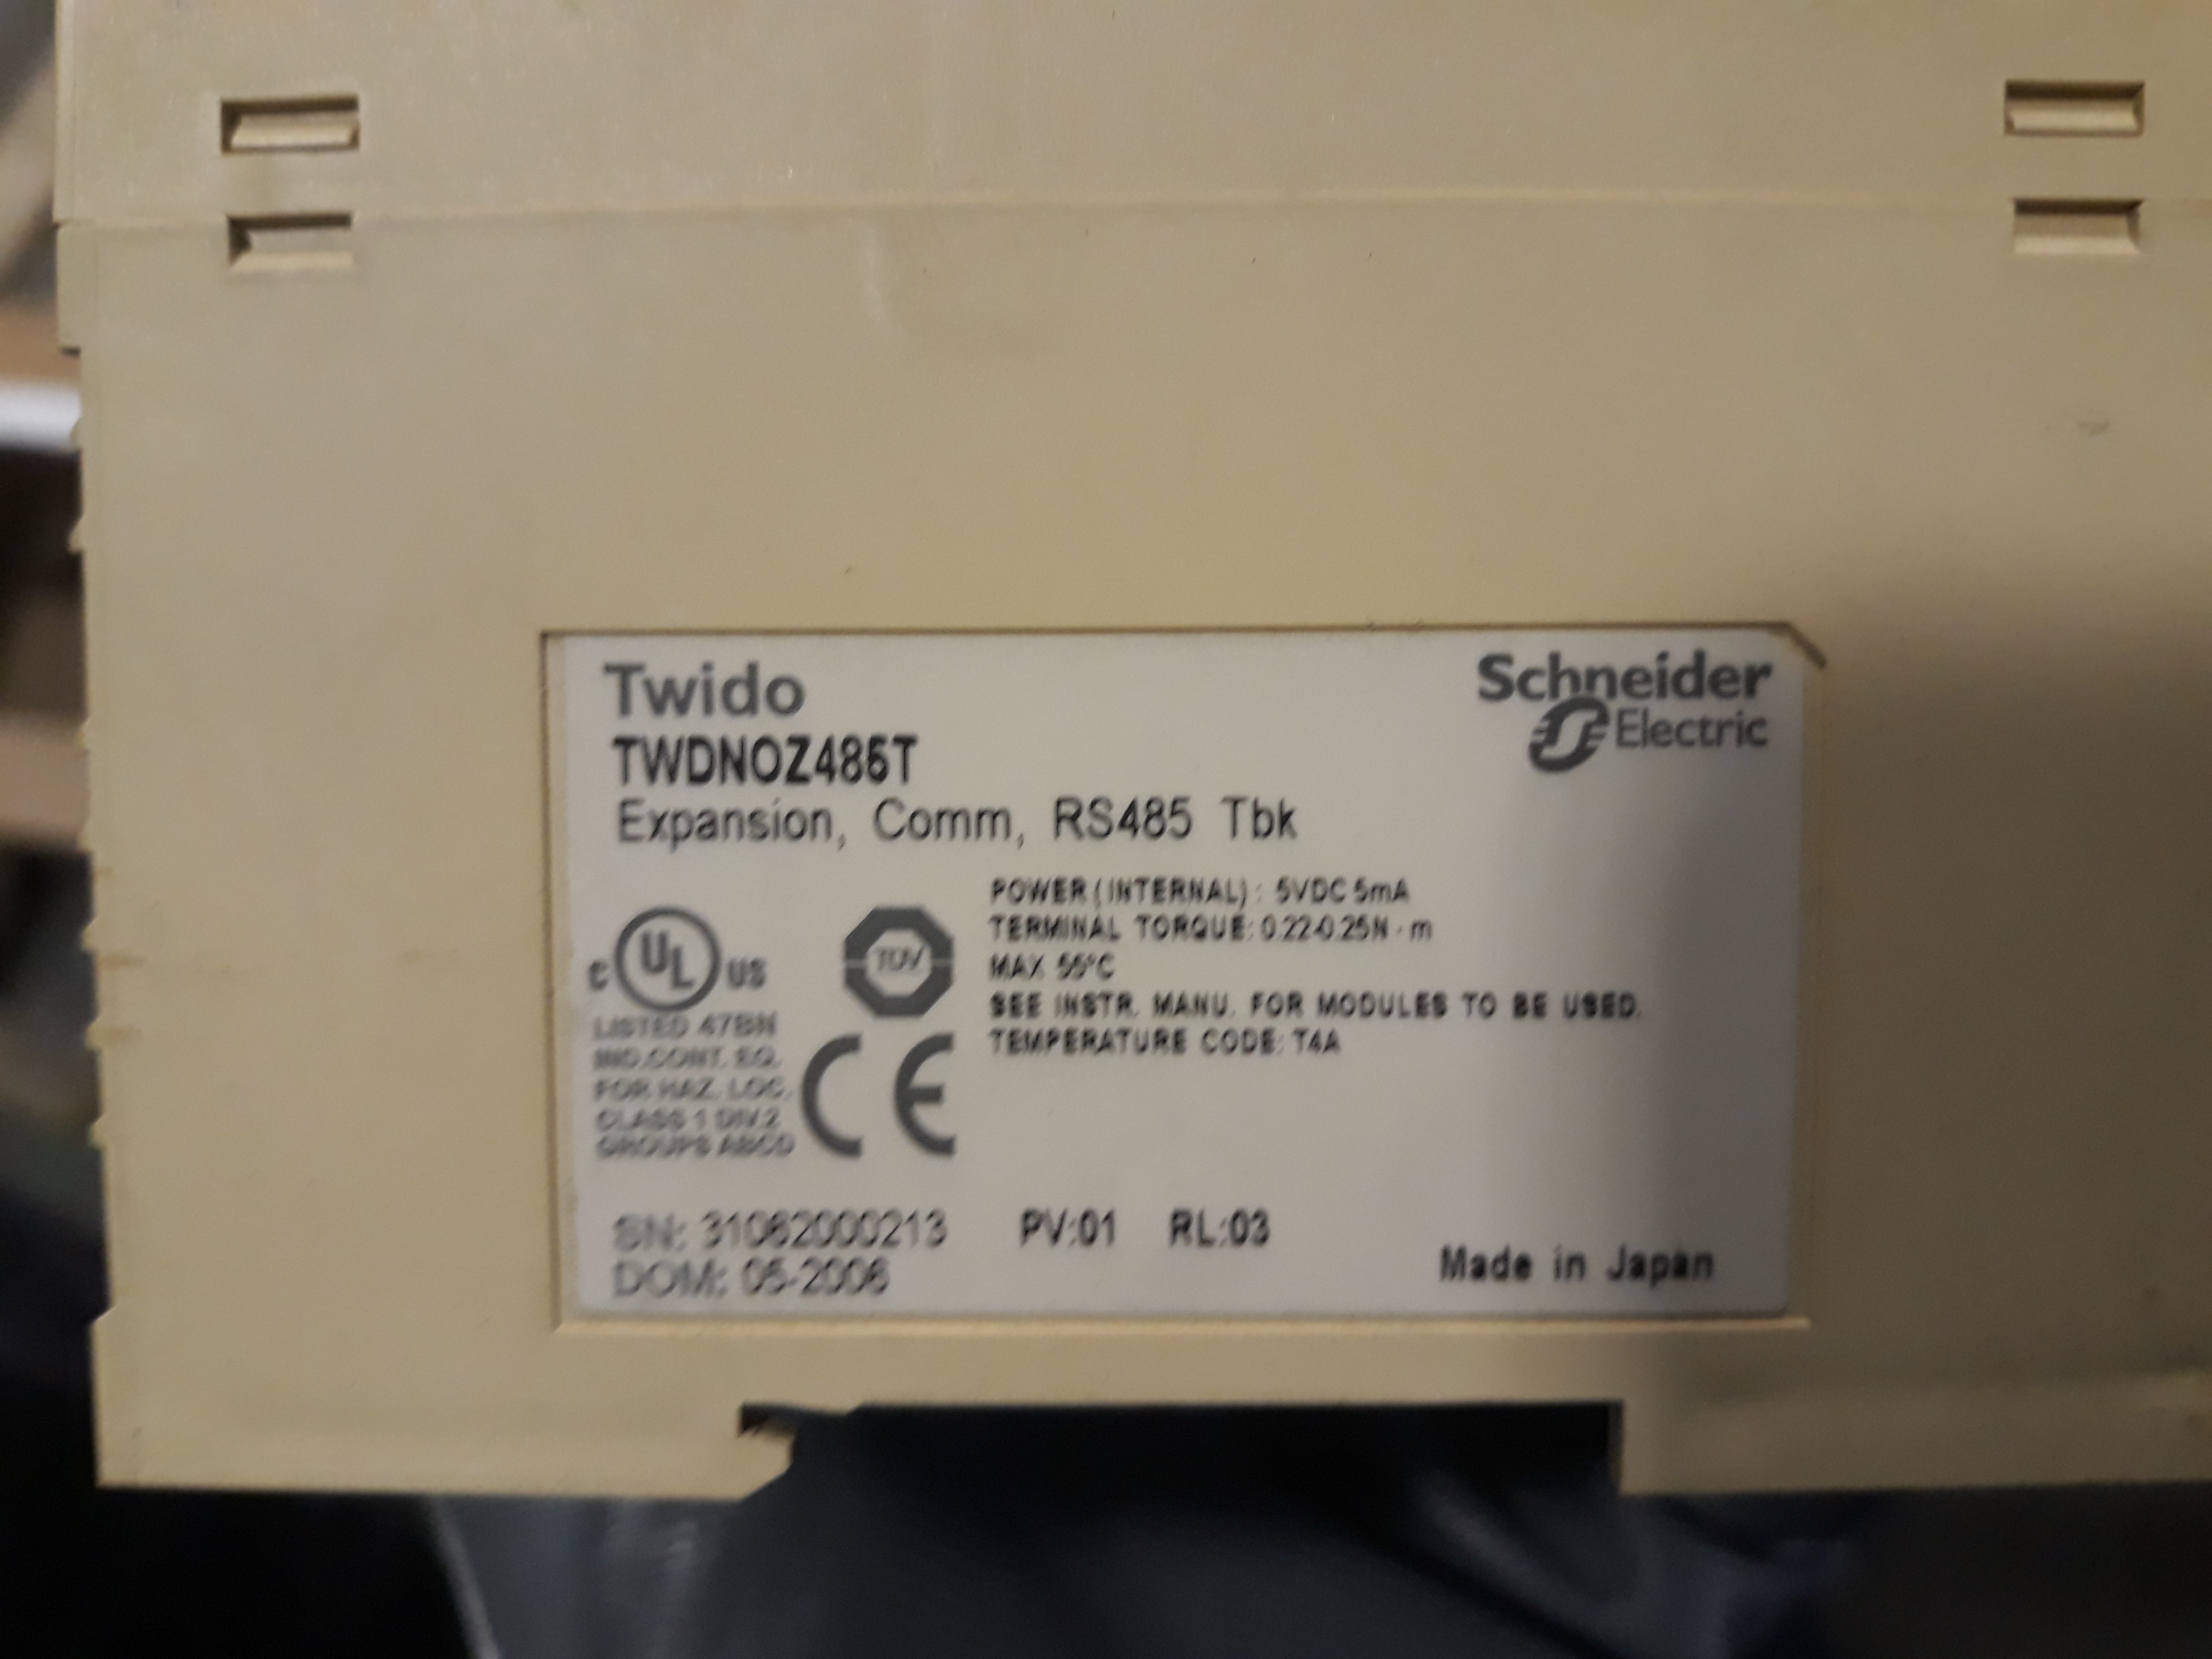 Twido
Schneider
Electric
TWDNOZ485T
Expansion, Comm, RS485 Tbk
POWER (INTERNAL) : 5VDC 5mA
TERMINAL TORQUE: 0.22-0.25N · m
MAX 55°C
SEE INSTR. MANU. FOR MODULES TO BE USED.
TEMPERATURE CODE: T4A
C UL US
TUV
LISTED 47BN
IND.CONT. EQ.
FOR HAZ. LOC.
CLASS 1 DIV.2
GROUPS ABCD
CE
SN: 31062000213 PV:01 RL:03
DOM: 05-2006
Made in Japan